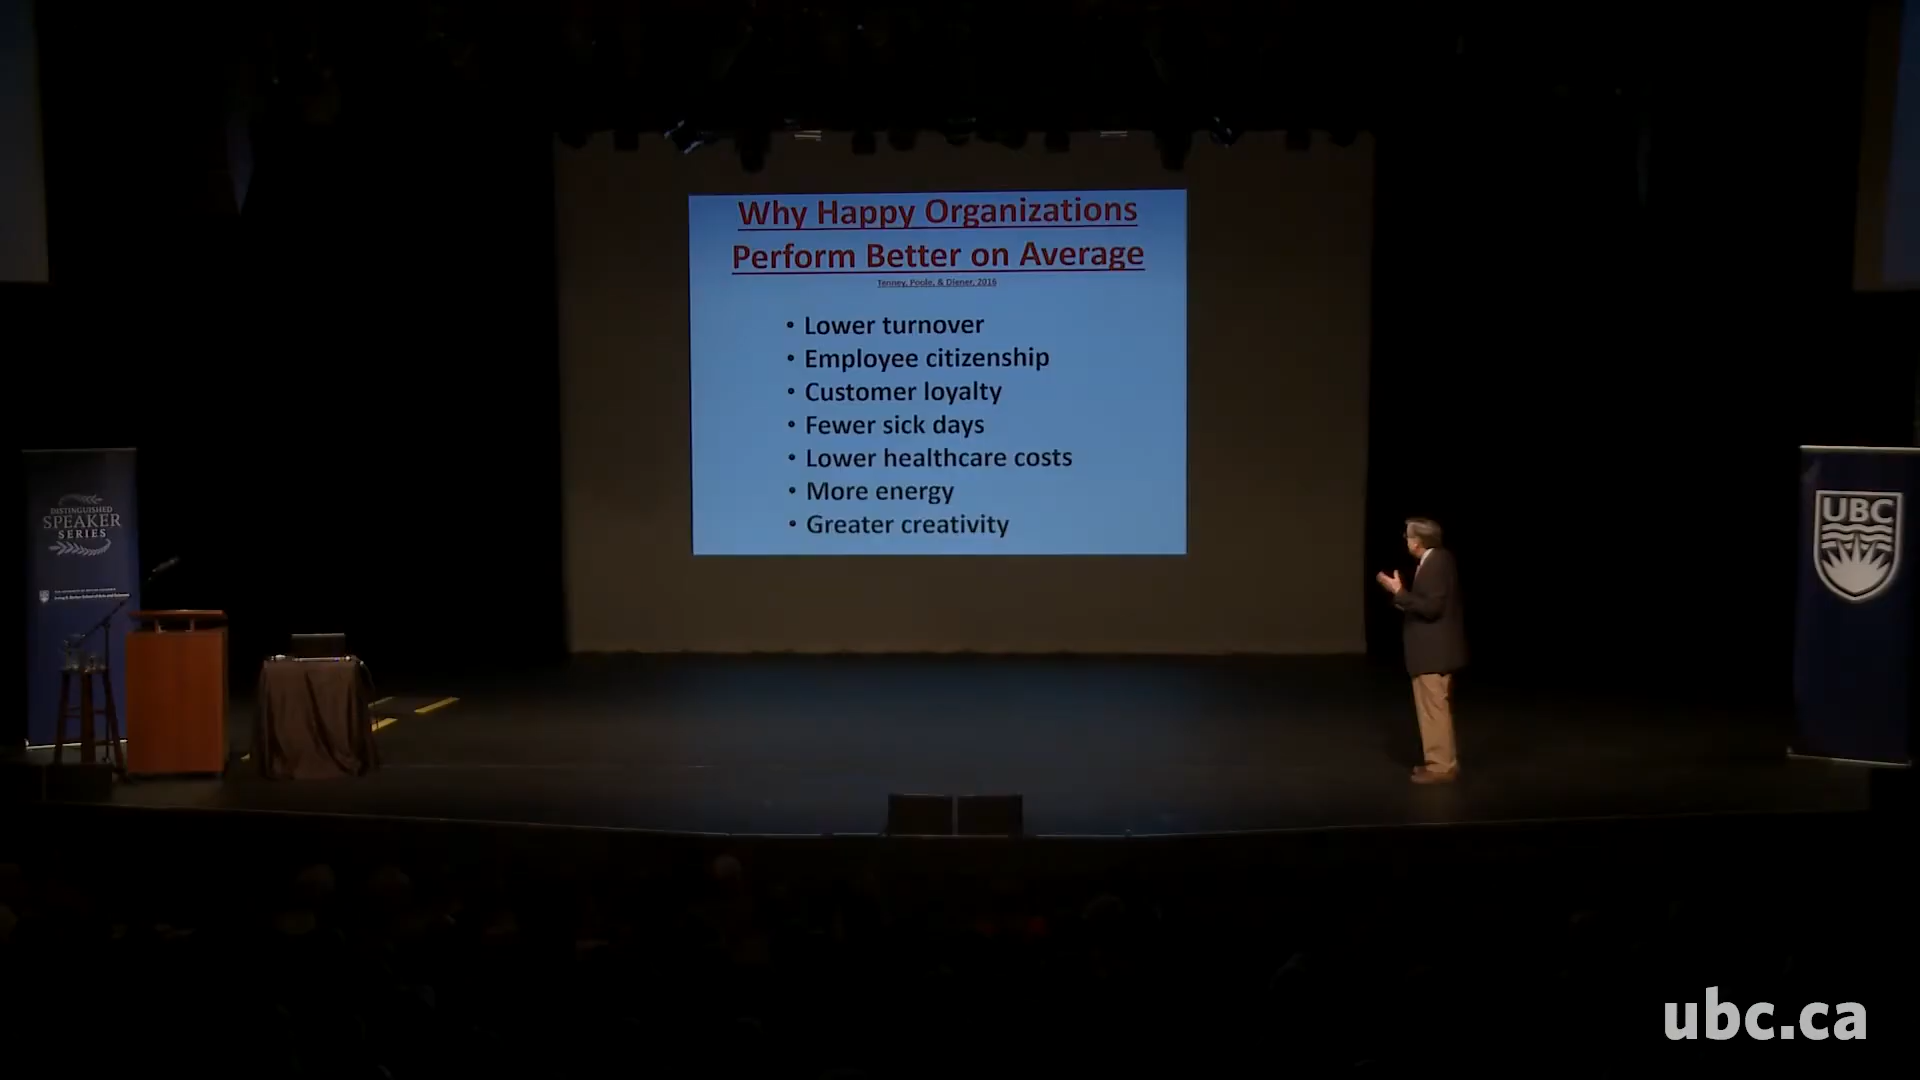 Why Happy Organizations
Perform Better on Average
Tenney, Poole, & Diener, 2016
• Lower turnover
• Employee citizenship
• Customer loyalty
• Fewer sick days
• Lower healthcare costs
• More energy
• Greater creativity
DISTINGUISHED
SPEAKER
SERIES
UBC
ubc.ca